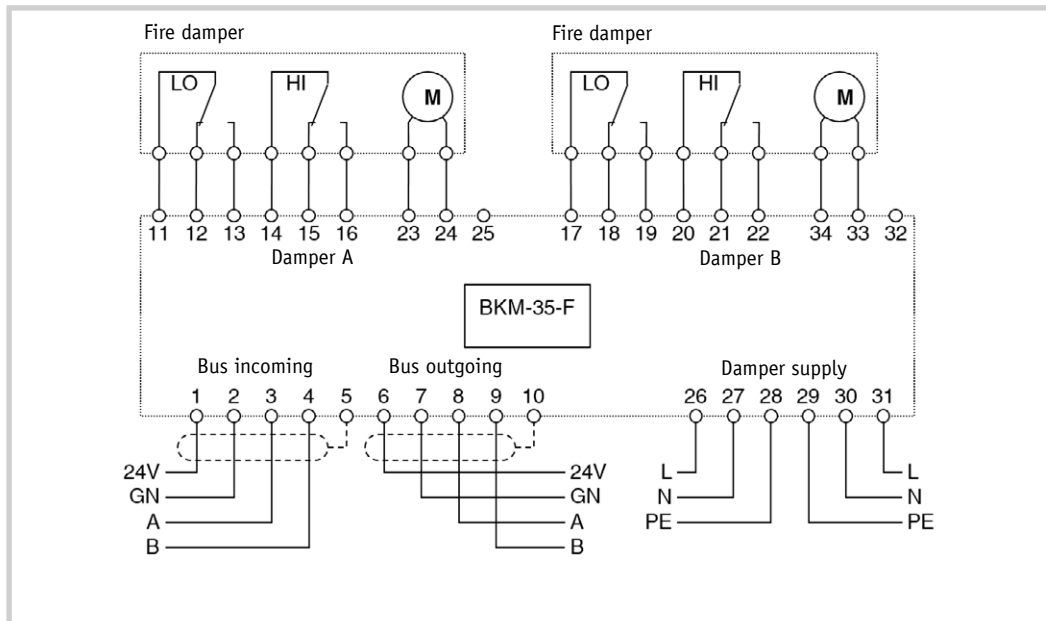 Fire damper Fire damper
LO HI M LO HI M
11 12 13 14 15 16 23 24 25 17 18 19 20 21 22 34 33 32
Damper A Damper B
BKM-35-F
Bus incoming Bus outgoing Damper supply
1 2 3 4 5 6 7 8 9 10 26 27 28 29 30 31
24V 24V L L
GN GN N N
A A PE PE
B B